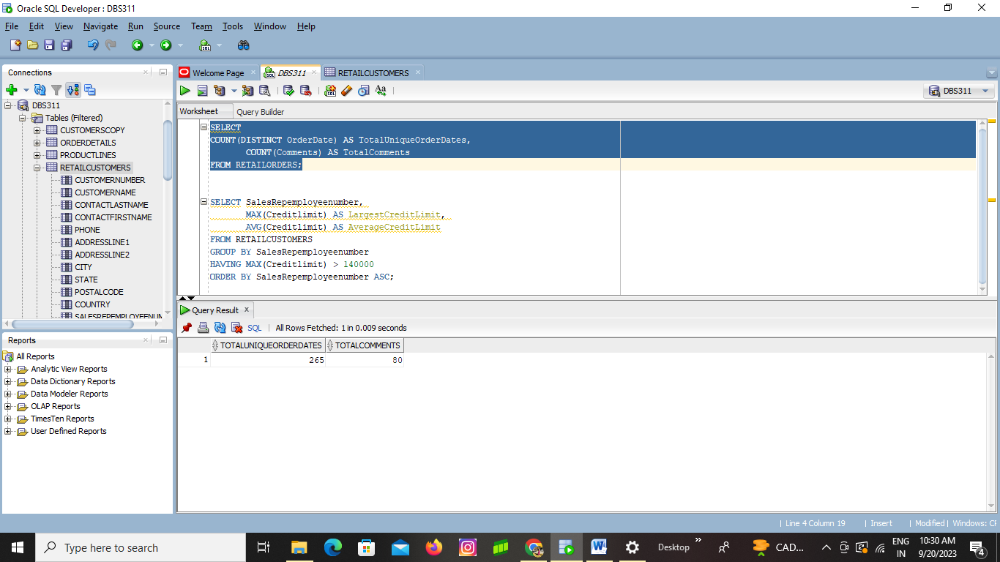 Oracle SQL Developer : DBS311
File Edit View Navigate Run Source Team Tools Window Help
Connections
Welcome Page
DBS311
RETAILCUSTOMERS
DBS311
Worksheet
Query Builder
DBS311
Tables (Filtered)
CUSTOMERSCOPY
ORDERDETAILS
PRODUCTLINES
RETAILCUSTOMERS
CUSTOMERNUMBER
CUSTOMERNAME
CONTACTLASTNAME
CONTACTFIRSTNAME
PHONE
ADDRESSLINE1
ADDRESSLINE2
CITY
STATE
POSTALCODE
COUNTRY
SALESREPEMPLOYEENUM
SELECT
COUNT(DISTINCT OrderDate) AS TotalUniqueOrderDates,
COUNT(Comments) AS TotalComments
FROM RETAILORDERS;
SELECT SalesRepemployeenumber,
MAX(Creditlimit) AS LargestCreditLimit,
AVG(Creditlimit) AS AverageCreditLimit
FROM RETAILCUSTOMERS
GROUP BY SalesRepemployeenumber
HAVING MAX(Creditlimit) > 140000
ORDER BY SalesRepemployeenumber ASC;
Query Result x
SQL | All Rows Fetched: 1 in 0.009 seconds
TOTALUNIQUEORDERDATES TOTALCOMMENTS
1 265 80
Reports
All Reports
Analytic View Reports
Data Dictionary Reports
Data Modeler Reports
OLAP Reports
TimesTen Reports
User Defined Reports
| Line 4 Column 19 | Insert | Modified | Windows: CF
Type here to search
Desktop
CAD...
ENG
IN
10:30 AM
9/20/2023
4